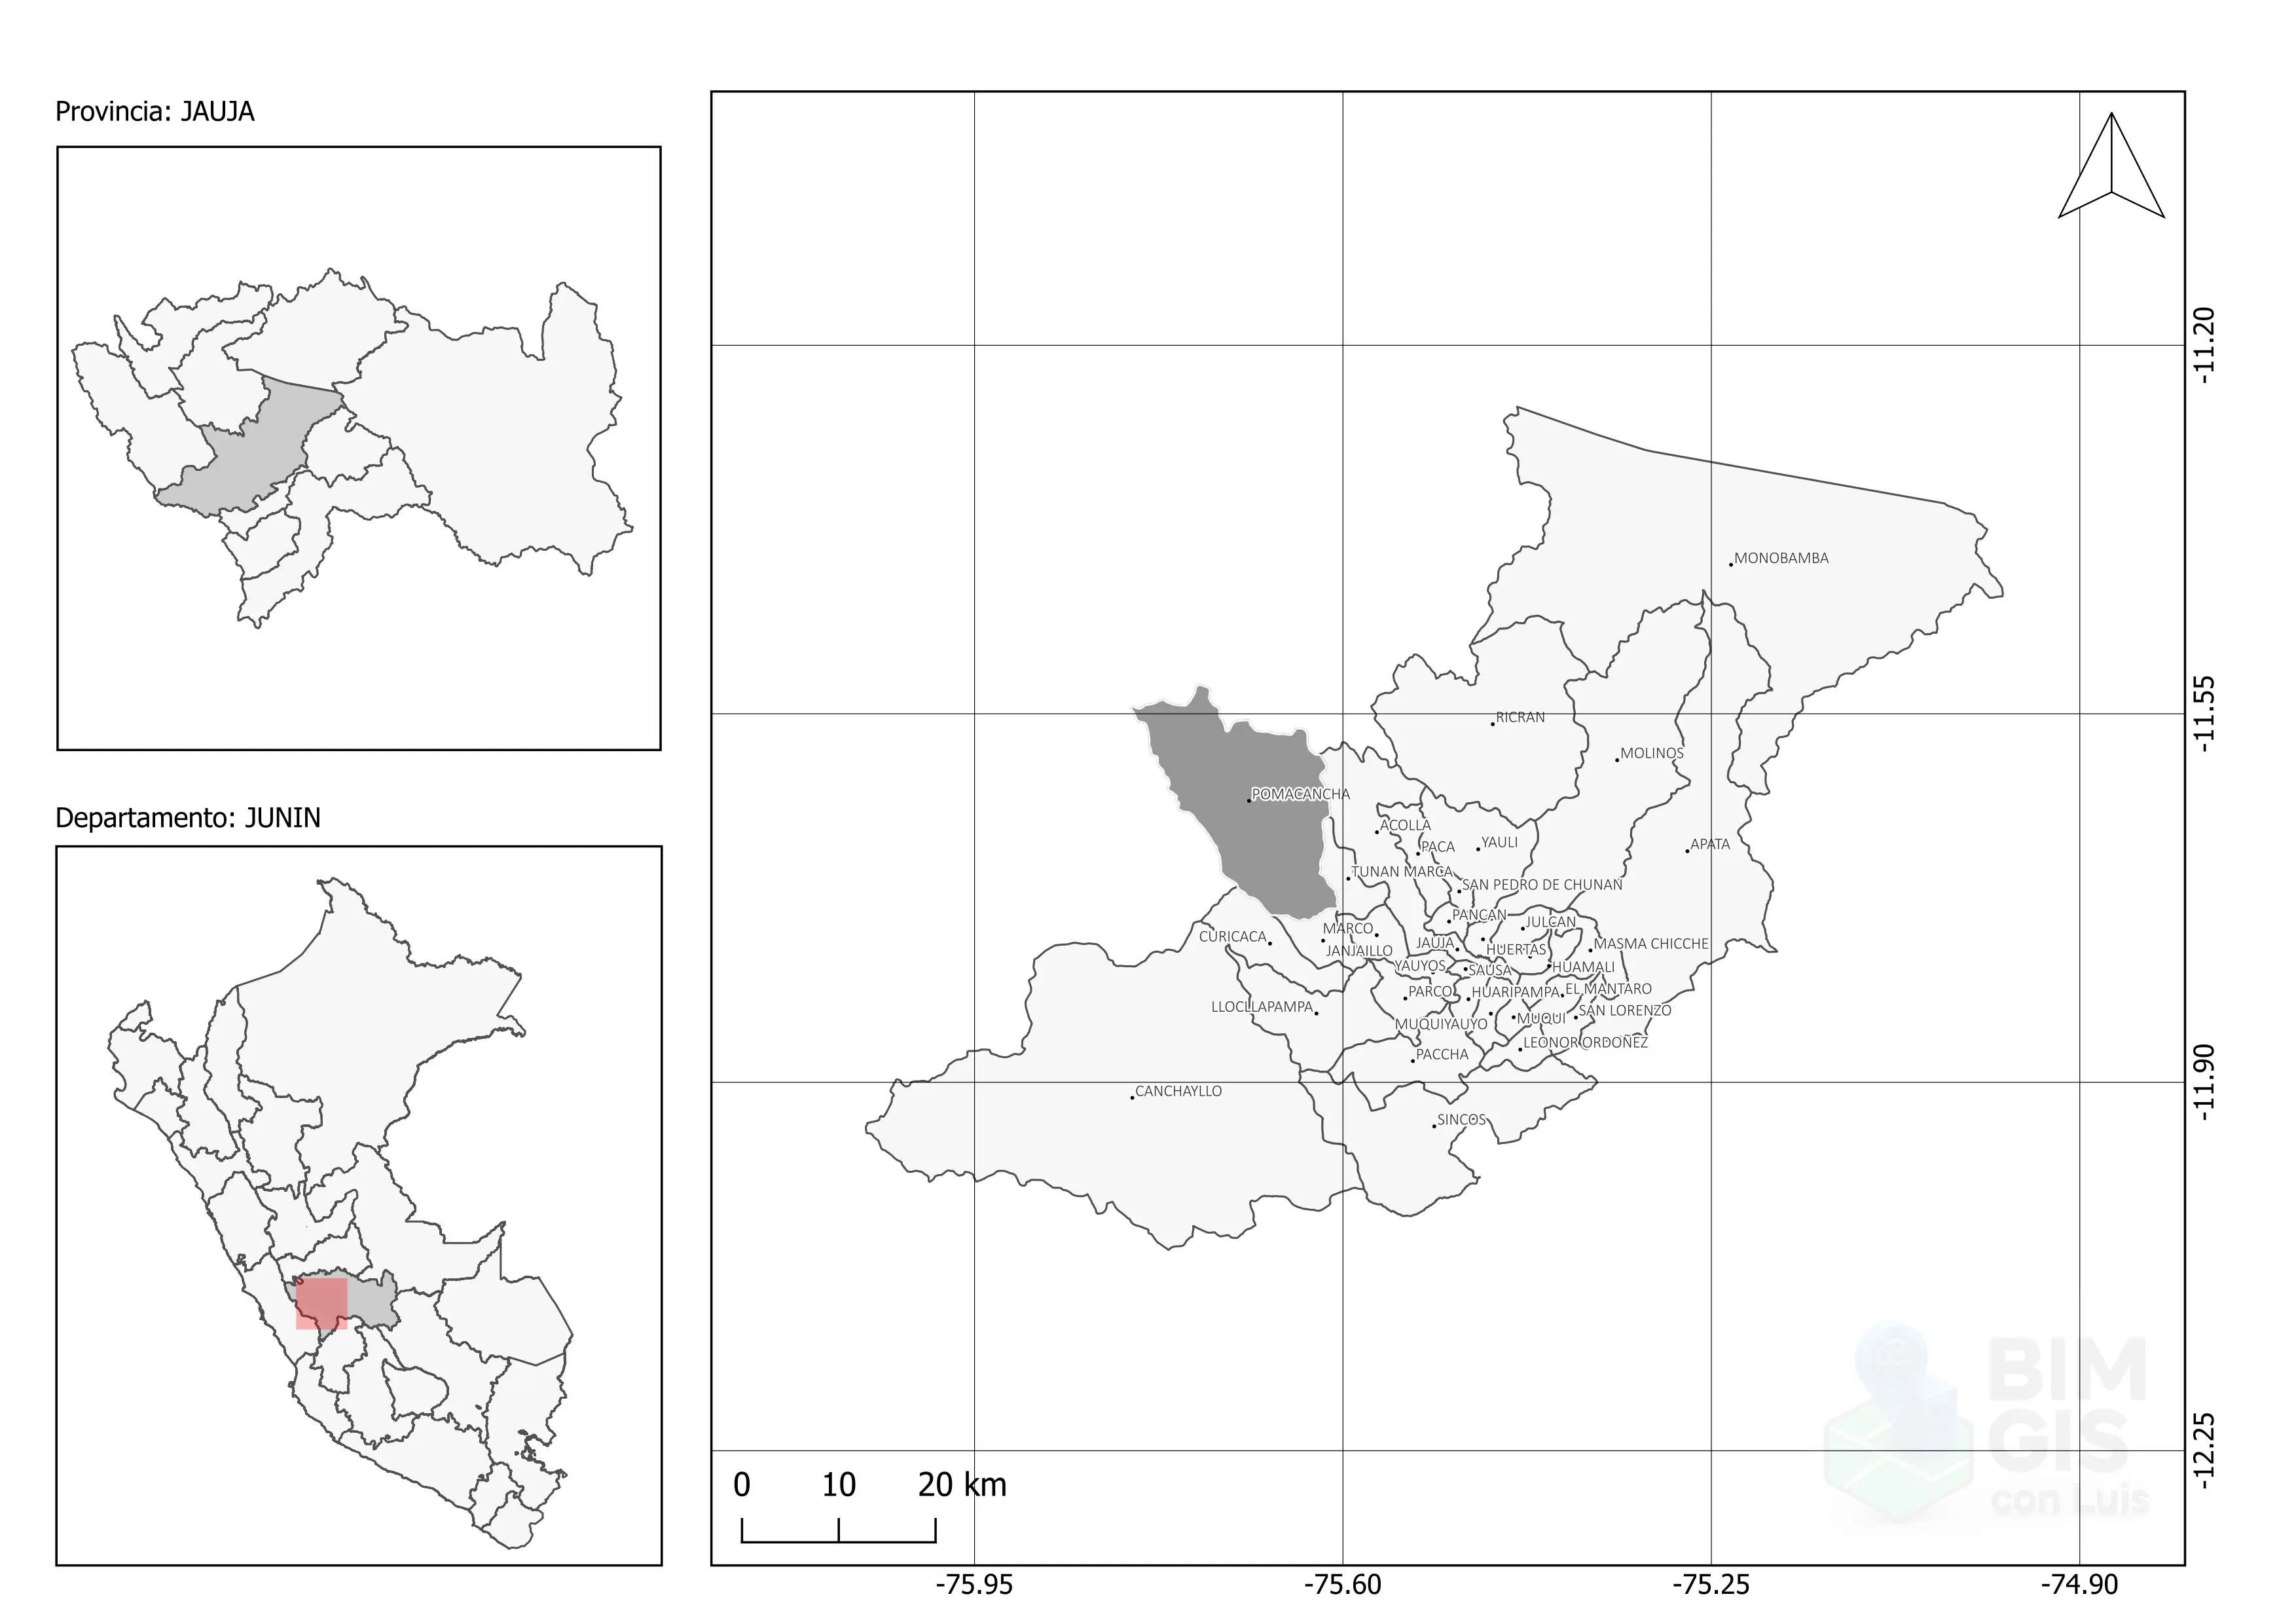 Provincia: JAUJA
Departamento: JUNIN
MONOBAMBA
RICRAN
MOLINOS
POMACANCHA
ACOLLA
PACA
YAULI
APATA
TUNAN MARCA
SAN PEDRO DE CHUNAN
PANCAN
JULCAN
MARCO
CURICACA
JAUJA
MASMA CHICCHE
JANJAILLO
HUERTAS
YAUYOS
SAUSA
HUAMALI
PARCO
HUARIPAMPA
EL MANTARO
LLOCLLAPAMPA
SAN LORENZO
MUQUIYAUYO
MUQUI
LEONOR ORDOÑEZ
PACCHA
CANCHAYLLO
SINCOS
-11.20
-11.55
-11.90
-12.25
0 10 20 km
-75.95 -75.60 -75.25 -74.90
BIM
GIS
con Luis